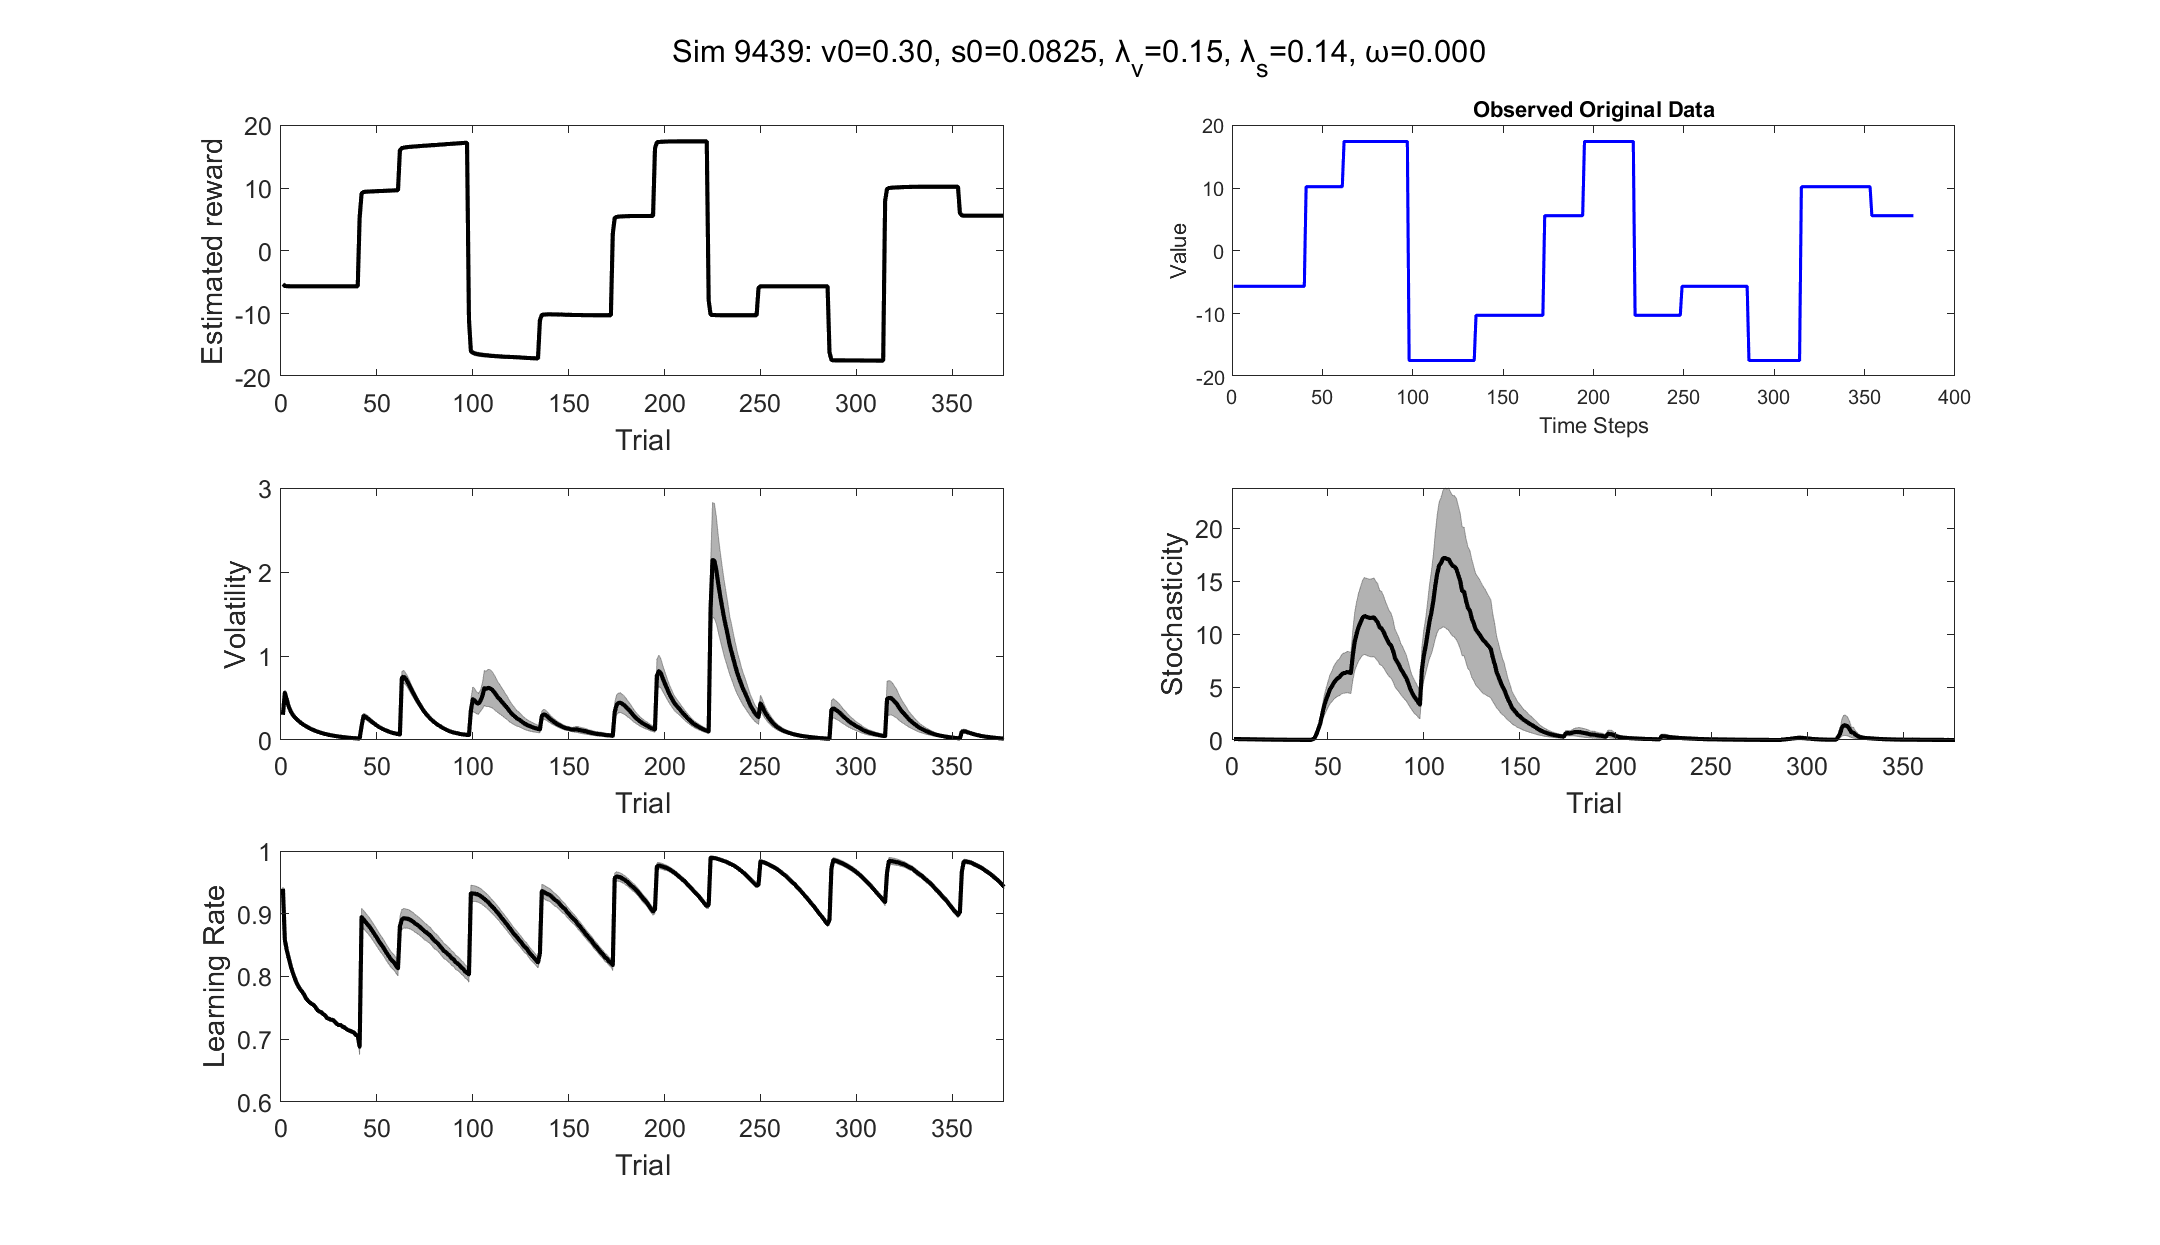 Sim 9439: v0=0.30, s0=0.0825, λ_v=0.15, λ_s=0.14, ω=0.000
Estimated reward
20
10
0
-10
-20
0 50 100 150 200 250 300 350
Trial
Observed Original Data
Value
20
10
0
-10
-20
0 50 100 150 200 250 300 350 400
Time Steps
Volatility
3
2
1
0
0 50 100 150 200 250 300 350
Trial
Stochasticity
20
15
10
5
0
0 50 100 150 200 250 300 350
Trial
Learning Rate
1
0.9
0.8
0.7
0.6
0 50 100 150 200 250 300 350
Trial